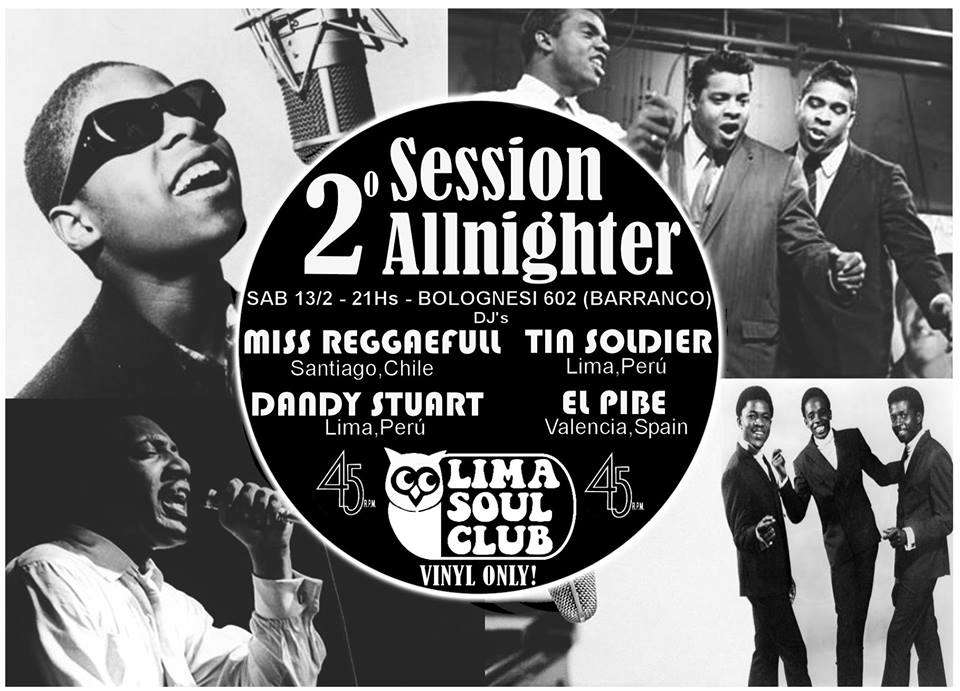 2º Session
Allnighter
SAB 13/2 - 21Hs - BOLOGNESI 602 (BARRANCO)
DJ's
MISS REGGAEFULL TIN SOLDIER
Santiago,Chile Lima,Perú
DANDY STUART EL PIBE
Lima,Perú Valencia,Spain
45 R.P.M. LIMA 45 R.P.M.
SOUL
CLUB
VINYL ONLY!